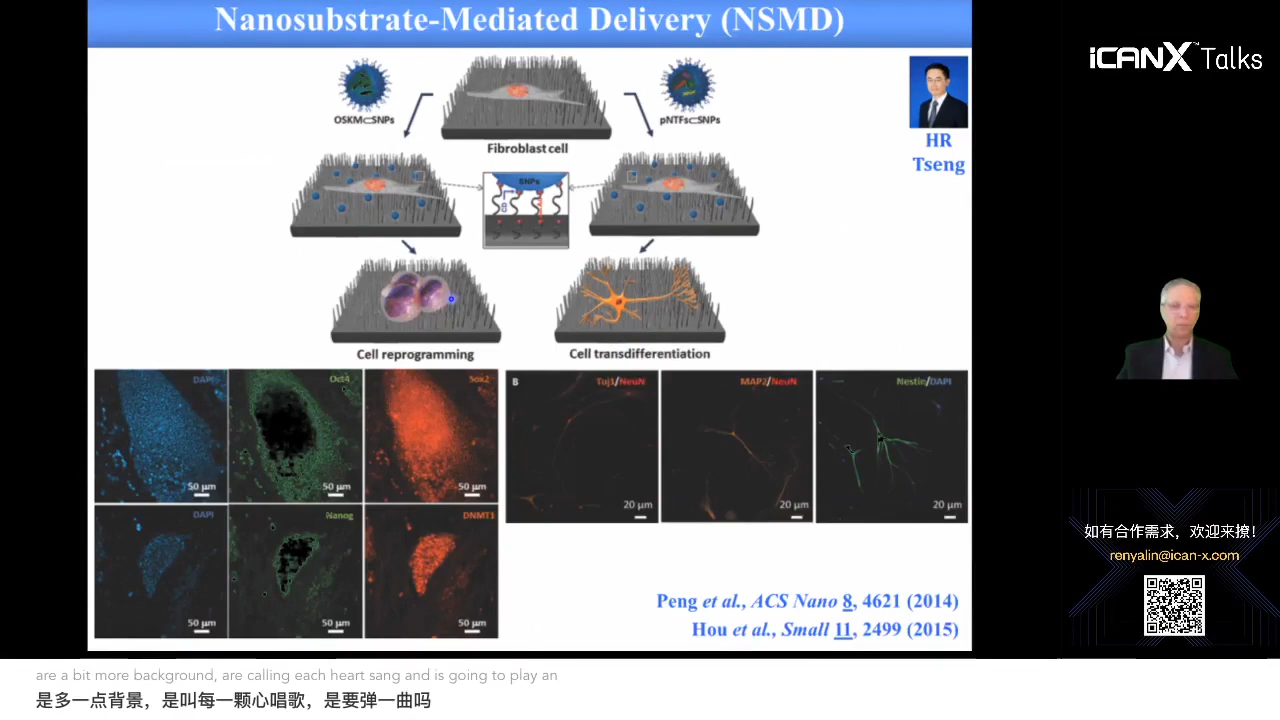 Nanosubstrate-Mediated Delivery (NSMD)
iCANX Talks
OSKM⊂SNPs
pNTFs⊂SNPs
Fibroblast cell
HR
Tseng
SNPs
Cell reprogramming
Cell transdifferentiation
DAPI
Oct4
Sox2
50 µm
50 µm
50 µm
B
Tuj1/NeuN
MAP2/NeuN
Nestin/DAPI
20 µm
20 µm
20 µm
DAPI
Nanog
DNMT1
50 µm
50 µm
50 µm
Peng et al., ACS Nano 8, 4621 (2014)
Hou et al., Small 11, 2499 (2015)
如有合作需求，欢迎来撩！
renyalin@ican-x.com
are a bit more background, are calling each heart sang and is going to play an
是多一点背景，是叫每一颗心唱歌，是要弹一曲吗